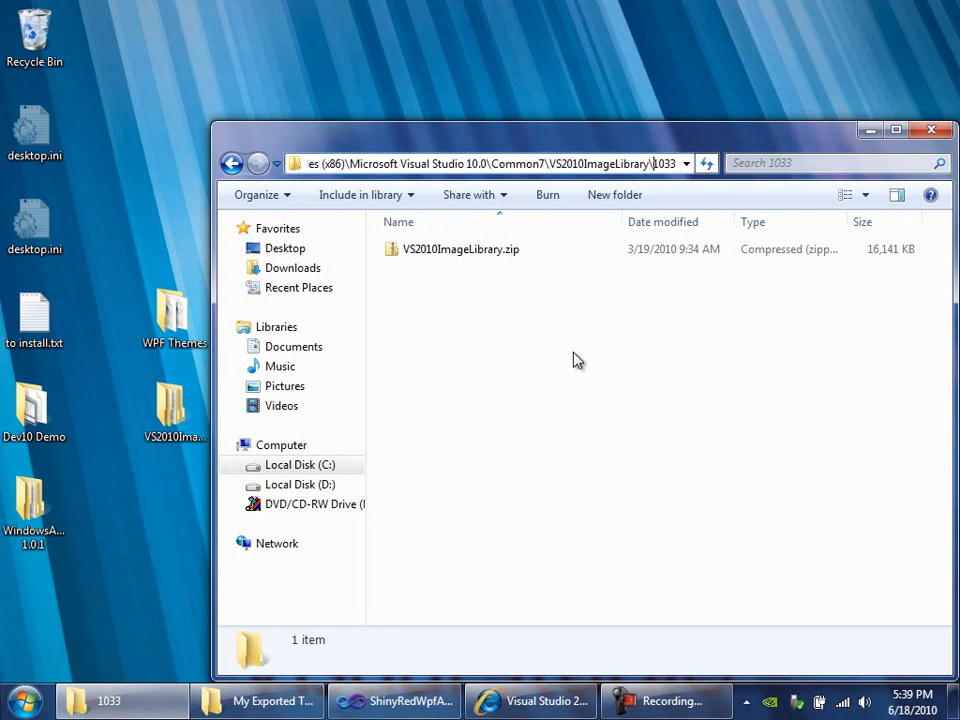 Recycle Bin
desktop.ini
desktop.ini
to install.txt
WPF Themes
Dev10 Demo
VS2010Ima...
WindowsA...
1.0.1
ies (x86)\Microsoft Visual Studio 10.0\Common7\VS2010ImageLibrary\1033
Search 1033
Organize
Include in library
Share with
Burn
New folder
Name
Date modified
Type
Size
VS2010ImageLibrary.zip
3/19/2010 9:34 AM
Compressed (zipp...
16,141 KB
Favorites
Desktop
Downloads
Recent Places
Libraries
Documents
Music
Pictures
Videos
Computer
Local Disk (C:)
Local Disk (D:)
DVD/CD-RW Drive (
Network
1 item
1033
My Exported T...
ShinyRedWpfA...
Visual Studio 2...
Recording...
5:39 PM
6/18/2010